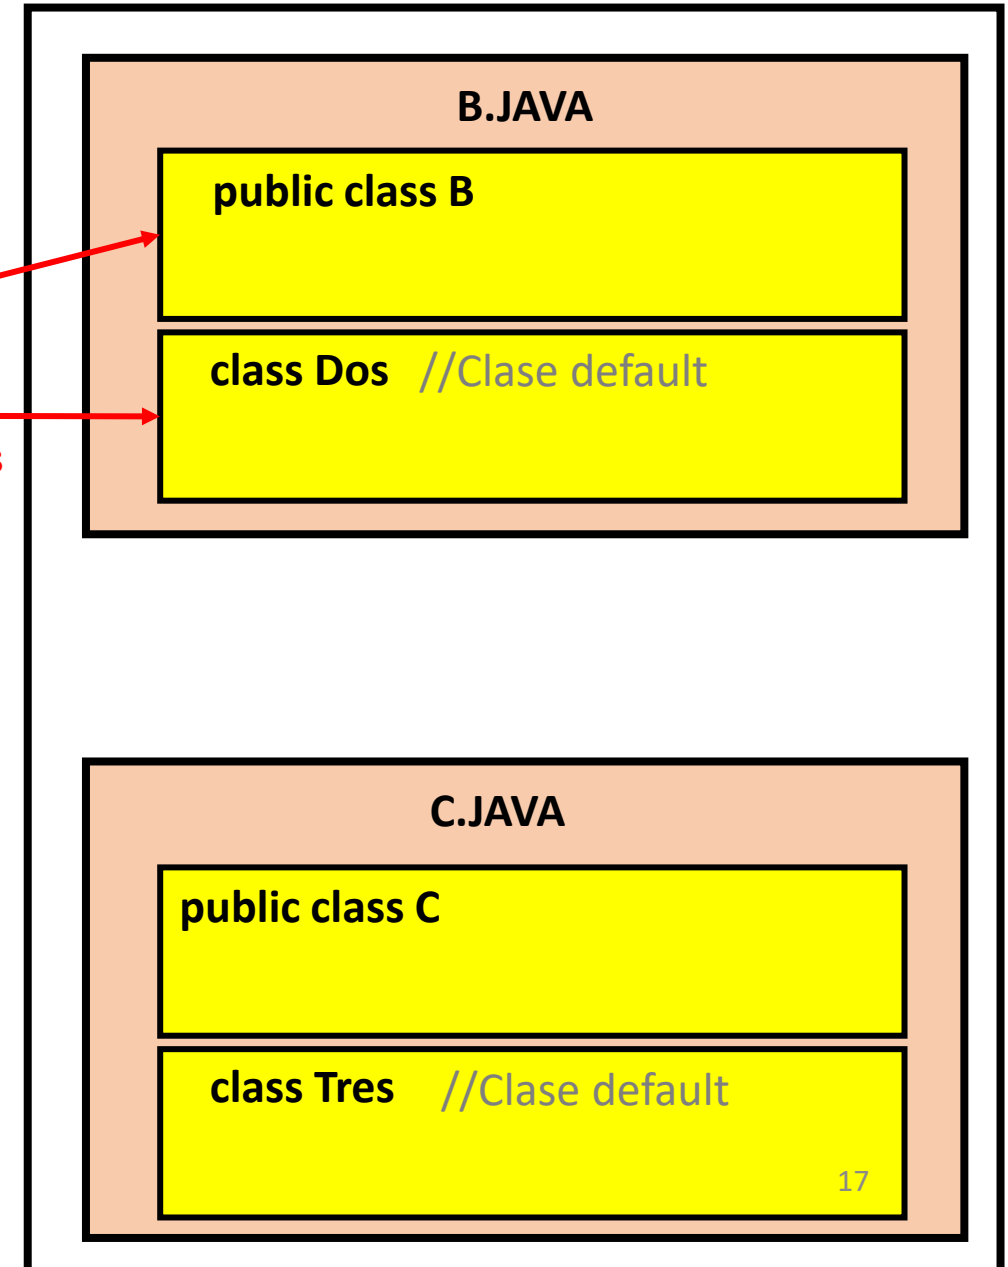 B.JAVA
public class B
class Dos //Clase default
s
C.JAVA
public class C
class Tres //Clase default
17